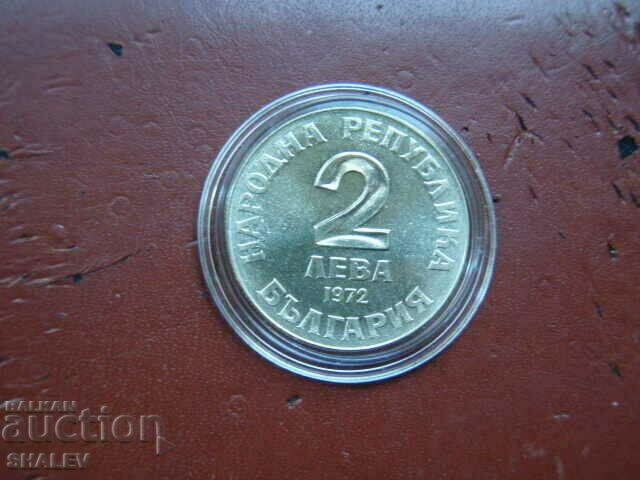 НАРОДНА РЕПУБЛИКА
2
ЛЕВА
1972
БЪЛГАРИЯ
BALKAN
auction
SHALEV